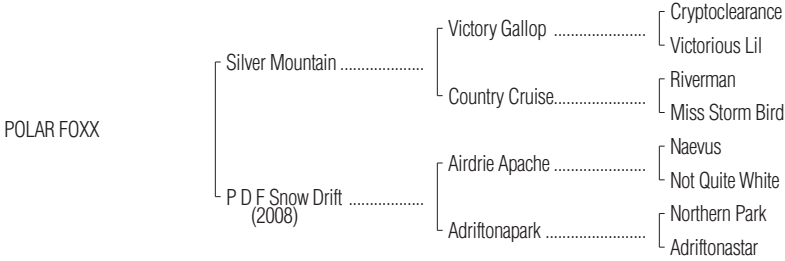 Cryptoclearance
Victory Gallop ......................
Victorious Lil
Silver Mountain ....................
Riverman
Country Cruise......................
Miss Storm Bird
POLAR FOXX
Naevus
Airdrie Apache ......................
Not Quite White
P D F Snow Drift ..................
(2008)
Northern Park
Adriftonapark ........................
Adriftonastar